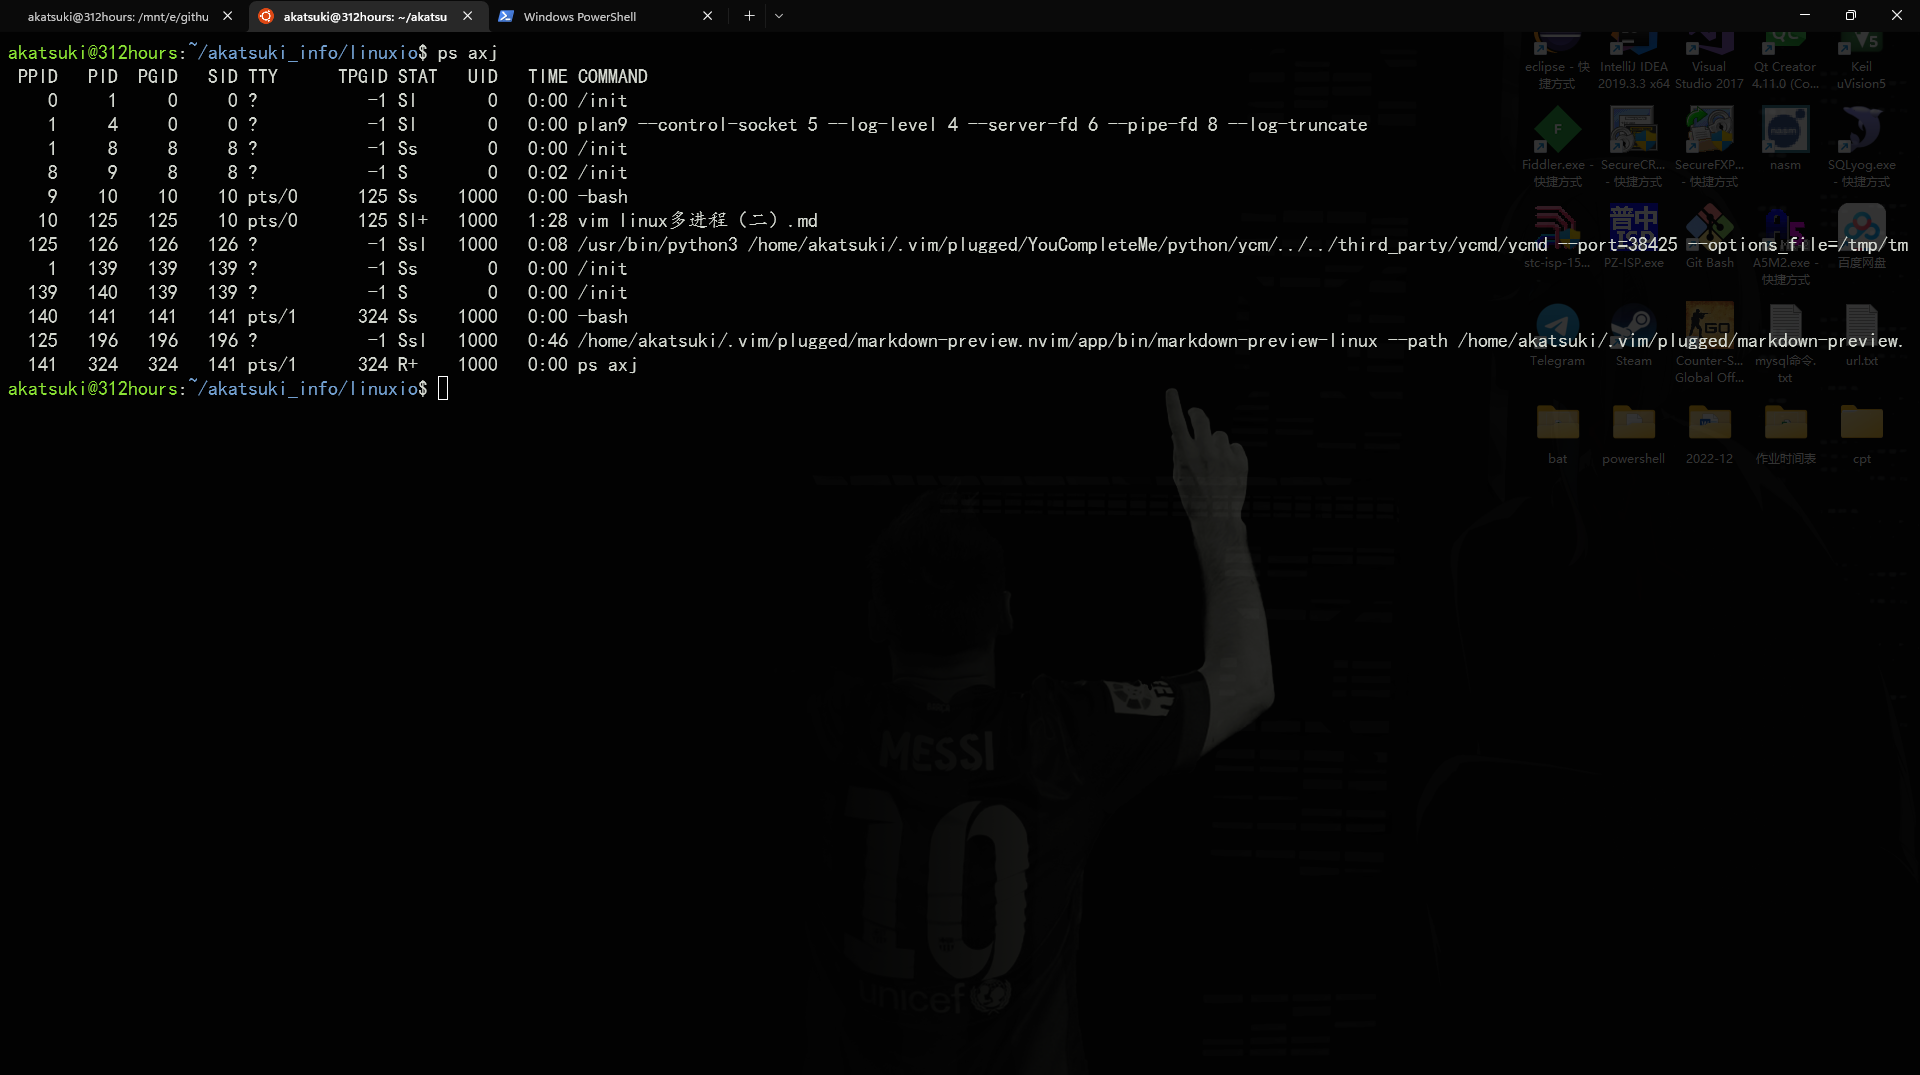 akatsuki@312hours: /mnt/e/githu
akatsuki@312hours: ~/akatsu
Windows PowerShell
akatsuki@312hours:~/akatsuki_info/linuxio$ ps axj
PPID PID PGID SID TTY TPGID STAT UID TIME COMMAND
0 1 0 0 ? -1 Sl 0 0:00 /init
1 4 0 0 ? -1 Sl 0 0:00 plan9 --control-socket 5 --log-level 4 --server-fd 6 --pipe-fd 8 --log-truncate
1 8 8 8 ? -1 Ss 0 0:00 /init
8 9 8 8 ? -1 S 0 0:02 /init
9 10 10 10 pts/0 125 Ss 1000 0:00 -bash
10 125 125 10 pts/0 125 Sl+ 1000 1:28 vim linux多进程（二）.md
125 126 126 126 ? -1 Ssl 1000 0:08 /usr/bin/python3 /home/akatsuki/.vim/plugged/YouCompleteMe/python/ycm/../../third_party/ycmd/ycmd --port=38425 --options_file=/tmp/tm
1 139 139 139 ? -1 Ss 0 0:00 /init
139 140 139 139 ? -1 S 0 0:00 /init
140 141 141 141 pts/1 324 Ss 1000 0:00 -bash
125 196 196 196 ? -1 Ssl 1000 0:46 /home/akatsuki/.vim/plugged/markdown-preview.nvim/app/bin/markdown-preview-linux --path /home/akatsuki/.vim/plugged/markdown-preview.
141 324 324 141 pts/1 324 R+ 1000 0:00 ps axj
akatsuki@312hours:~/akatsuki_info/linuxio$
eclipse - 快捷方式
IntelliJ IDEA 2019.3.3 x64
Visual Studio 2017
Qt Creator 4.11.0 (Co...
Keil uVision5
Fiddler.exe - 快捷方式
SecureCR... - 快捷方式
SecureFXP... - 快捷方式
nasm
SQLyog.exe - 快捷方式
stc-isp-15...
普中
ISP
PZ-ISP.exe
Git Bash
A5M2.exe - 快捷方式
百度网盘
Telegram
Steam
GO
Counter-S... Global Off...
mysql命令.txt
url.txt
bat
powershell
2022-12
作业时间表
cpt
MESSI
10
unicef